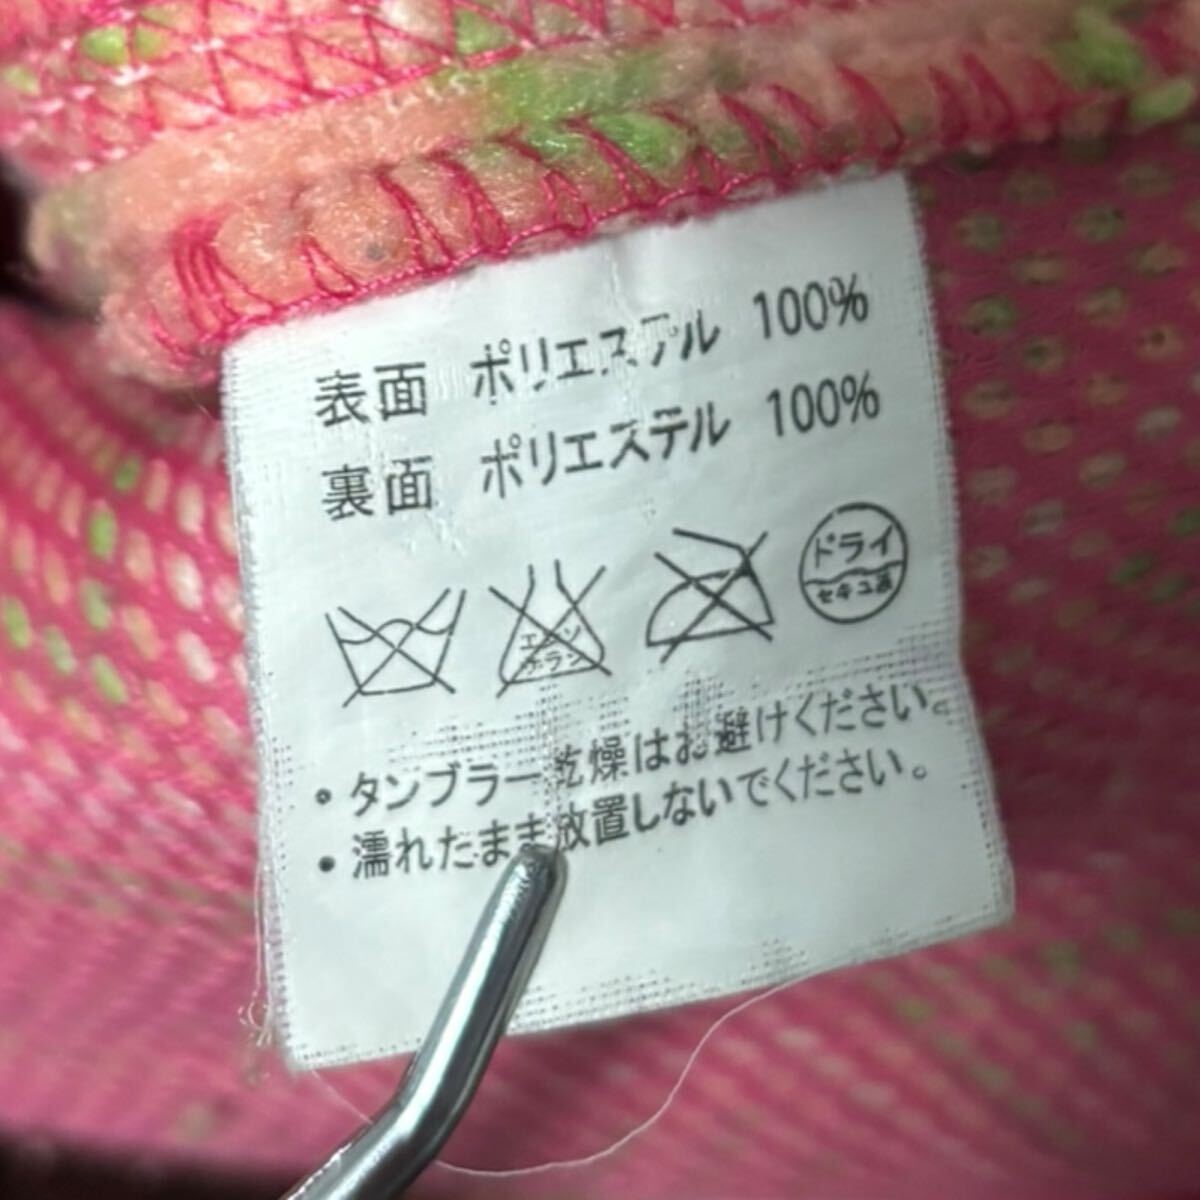 表面 ポリエステル 100%
裏面 ポリエステル 100%
エンソ
ドライ
セキユ系
・タンブラー乾燥はお避けください。
・濡れたまま放置しないでください。